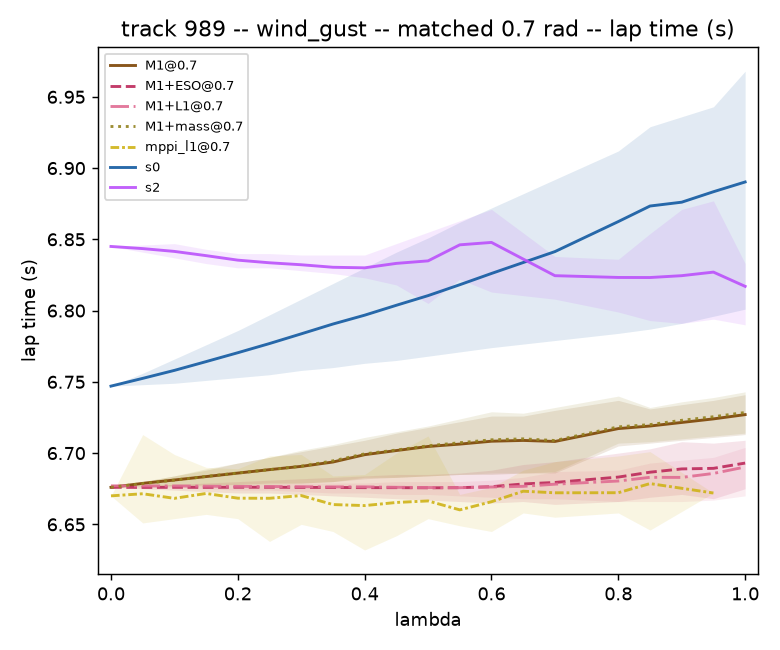 track 989 -- wind_gust -- matched 0.7 rad -- lap time (s)
M1@0.7
M1+ESO@0.7
M1+L1@0.7
M1+mass@0.7
mppi_l1@0.7
s0
s2
lap time (s)
6.95
6.90
6.85
6.80
6.75
6.70
6.65
0.0 0.2 0.4 0.6 0.8 1.0
lambda